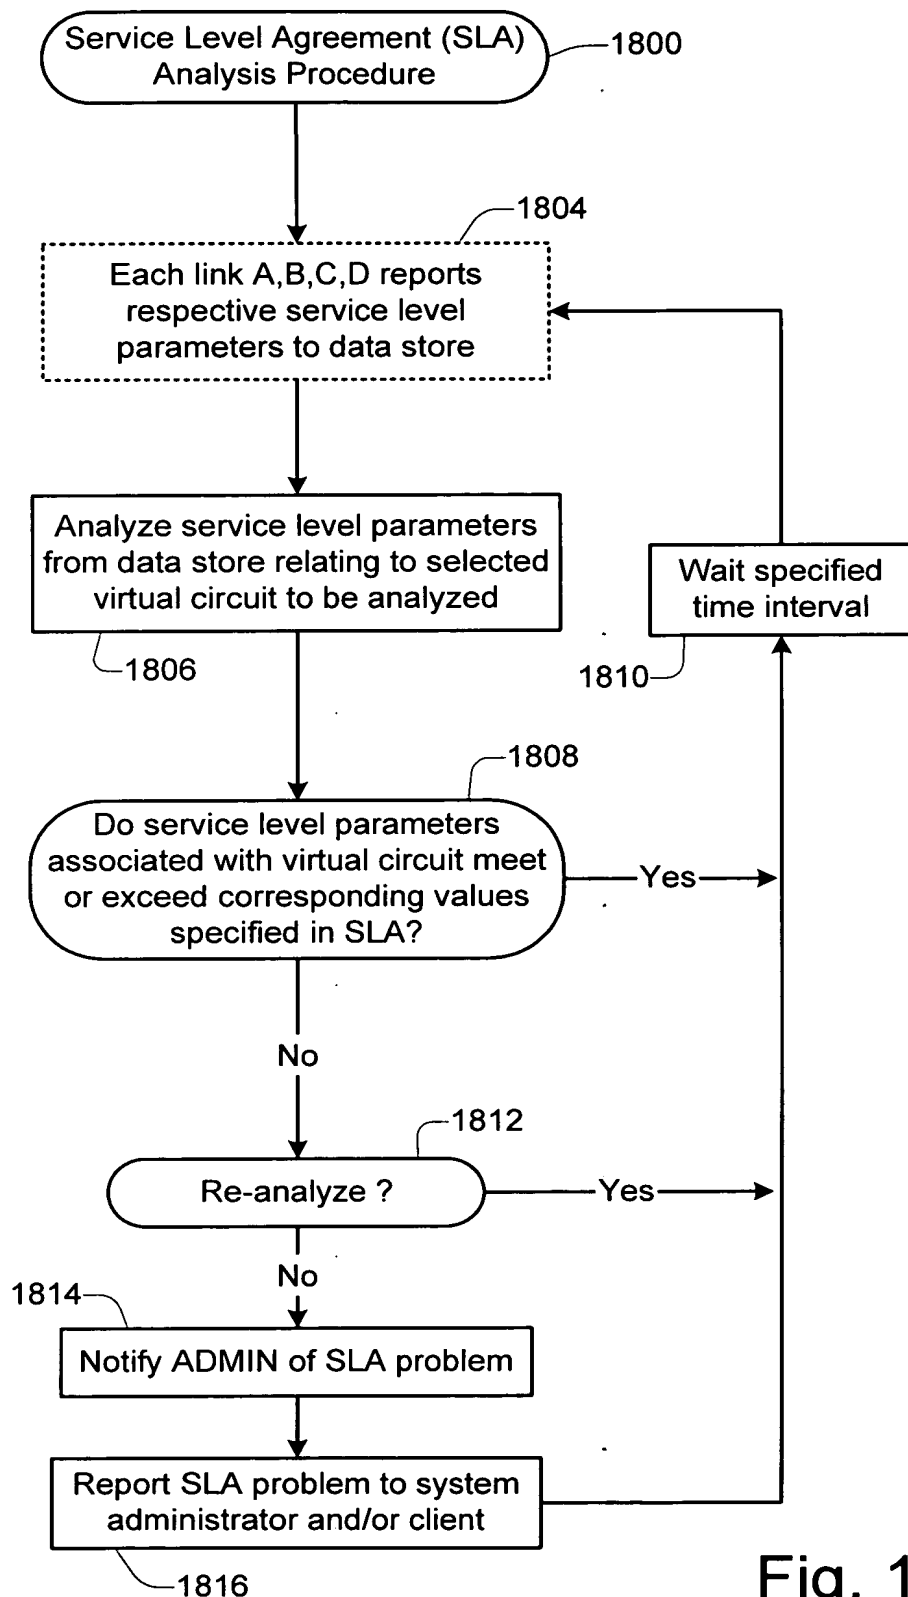 Service Level Agreement (SLA)
Analysis Procedure
1800
1804
Each link A,B,C,D reports
respective service level
parameters to data store
Analyze service level parameters
from data store relating to selected
virtual circuit to be analyzed
1806
Wait specified
time interval
1810
1808
Do service level parameters
associated with virtual circuit meet
or exceed corresponding values
specified in SLA?
Yes
No
1812
Re-analyze ?
Yes
No
1814
Notify ADMIN of SLA problem
Report SLA problem to system
administrator and/or client
1816
Fig. 1